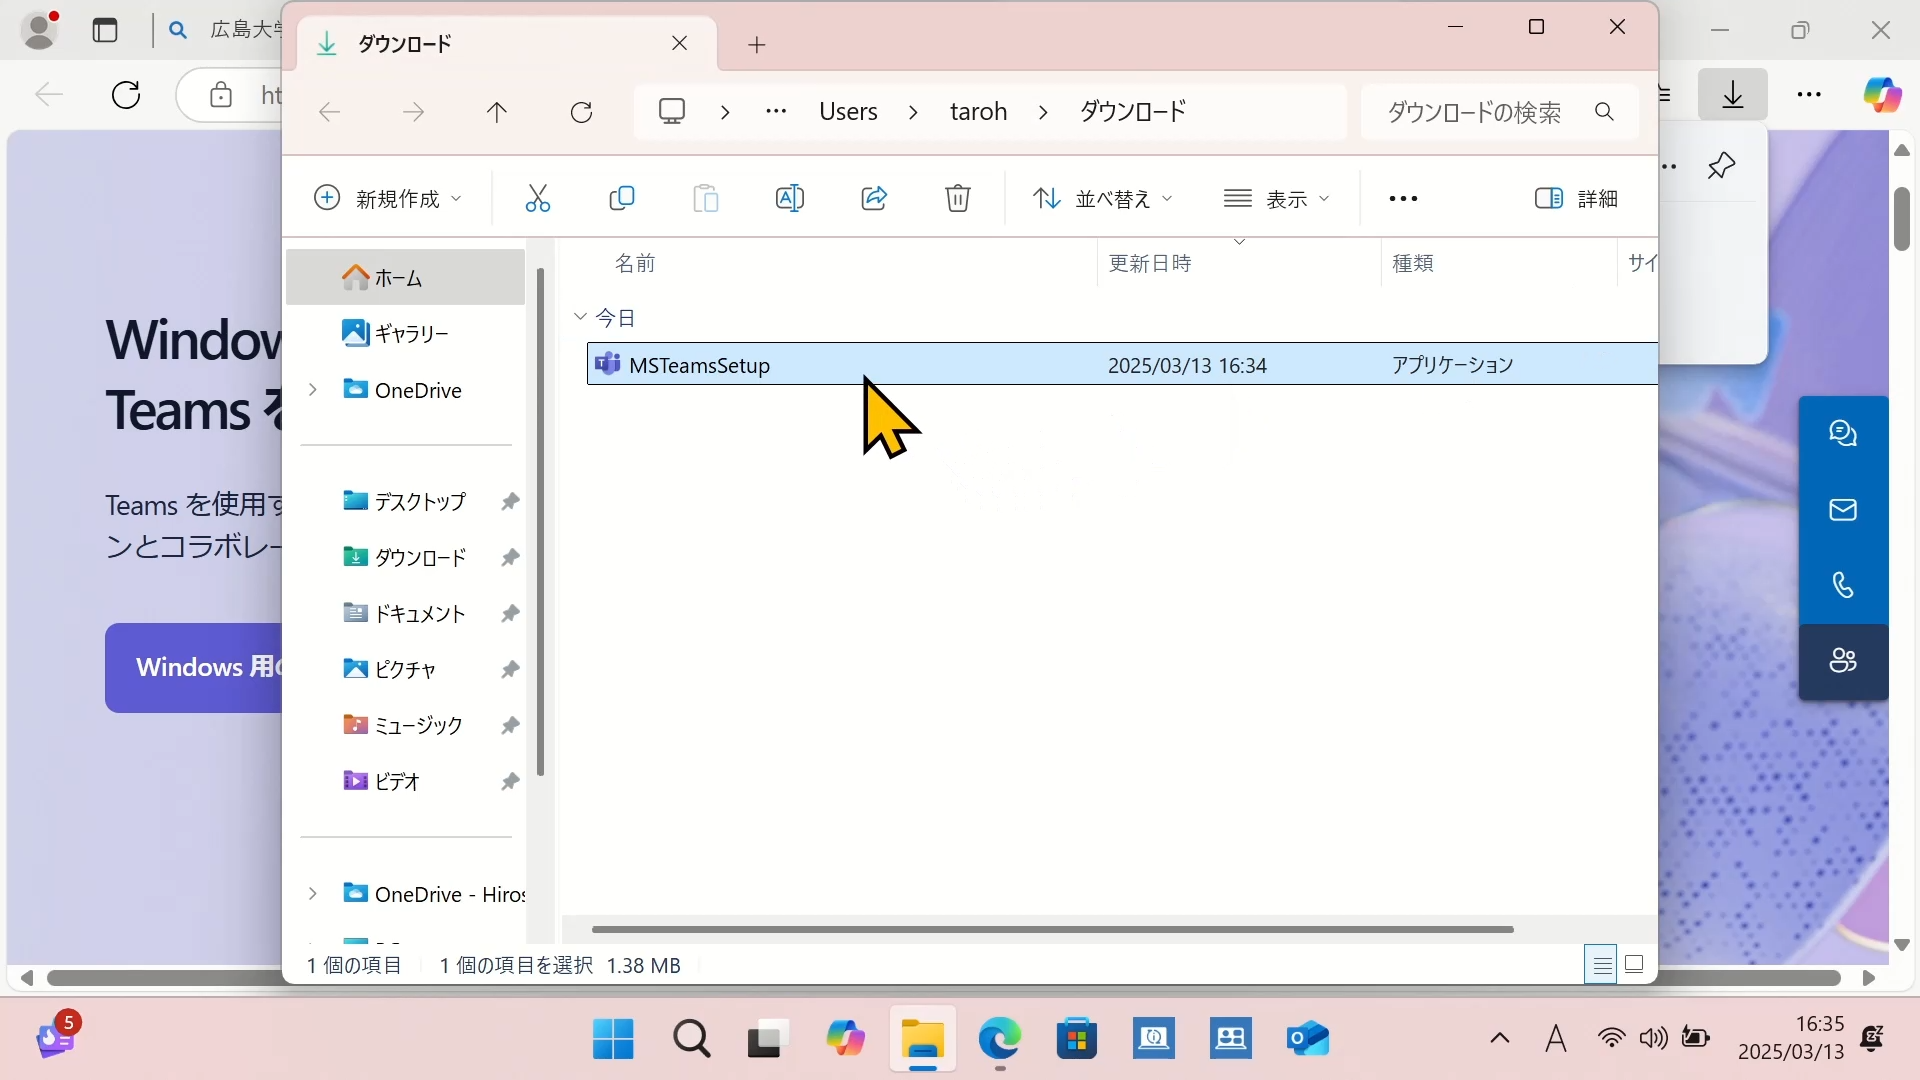 広島大学
ダウンロード
ht
Users
taroh
ダウンロード
ダウンロードの検索
新規作成
並べ替え
表示
詳細
名前
更新日時
種類
サイ
今日
MSTeamsSetup
2025/03/13 16:34
アプリケーション
ホーム
ギャラリー
OneDrive
デスクトップ
ダウンロード
ドキュメント
ピクチャ
ミュージック
ビデオ
OneDrive - Hiros
Window
Teams を
Teams を使用す
ンとコラボレー
Windows 用の
1 個の項目
1 個の項目を選択 1.38 MB
5
A
16:35
2025/03/13